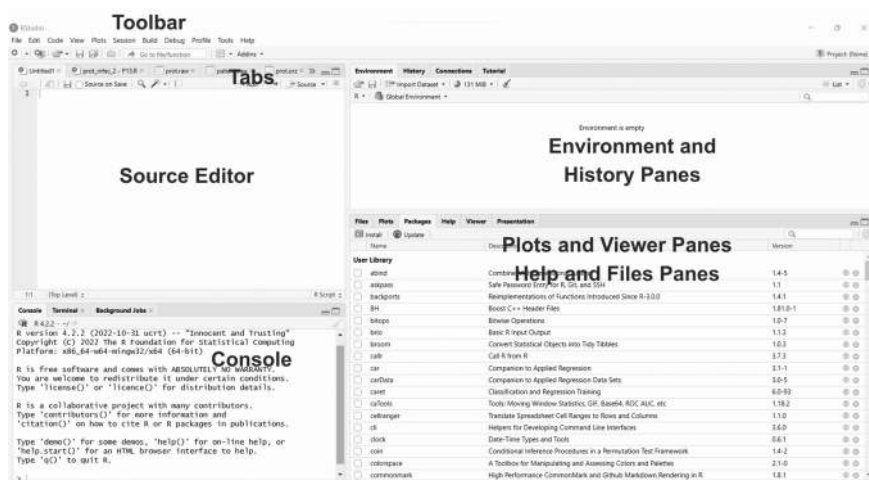 Toolbar
RStudio
File Edit Code View Plots Session Build Debug Profile Tools Help
Go to file/function
Addins
Project: (None)
Untitled1
Tabs
Source on Save
Source
1
Source Editor
1:1 (Top Level)
R Script
Environment History Connections Tutorial
Import Dataset 131 MiB
List
R Global Environment
Environment is empty
Environment and
History Panes
Files Plots Packages Help Viewer Presentation
Install Update
Name Version
Plots and Viewer Panes
Help and Files Panes
User Library
abind 1.4-5
askpass Safe Password Entry for R, Git, and SSH 1.1
backports Reimplementations of Functions Introduced Since R-3.0.0 1.4.1
BH Boost C++ Header Files 1.81.0-1
bitops Bitwise Operations 1.0-7
brio Basic R Input Output 1.1.3
broom Convert Statistical Objects into Tidy Tibbles 1.0.3
callr Call R from R 3.7.3
car Companion to Applied Regression 3.1-1
carData Companion to Applied Regression Data Sets 3.0-5
caret Classification and Regression Training 6.0-93
caTools Tools: Moving Window Statistics, GIF, Base64, ROC AUC, etc 1.18.2
cellranger Translate Spreadsheet Cell Ranges to Rows and Columns 1.1.0
cli Helpers for Developing Command Line Interfaces 3.6.0
clock Date-Time Types and Tools 0.6.1
coin Conditional Inference Procedures in a Permutation Test Framework 1.4-2
colorspace A Toolbox for Manipulating and Assessing Colors and Palettes 2.1-0
commonmark High Performance CommonMark and Github Markdown Rendering in R 1.8.1
Console Terminal Background Jobs
R 4.2.2 · ~/
R version 4.2.2 (2022-10-31 ucrt) -- "Innocent and Trusting"
Copyright (C) 2022 The R Foundation for Statistical Computing
Platform: x86_64-w64-mingw32/x64 (64-bit)
Console
R is free software and comes with ABSOLUTELY NO WARRANTY.
You are welcome to redistribute it under certain conditions.
Type 'license()' or 'licence()' for distribution details.
R is a collaborative project with many contributors.
Type 'contributors()' for more information and
'citation()' on how to cite R or R packages in publications.
Type 'demo()' for some demos, 'help()' for on-line help, or
'help.start()' for an HTML browser interface to help.
Type 'q()' to quit R.
>